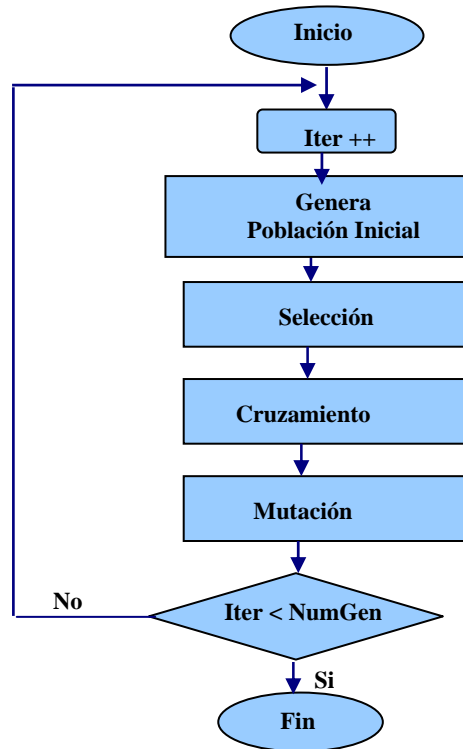 Inicio
Iter ++
Genera
Población Inicial
Selección
Cruzamiento
Mutación
Iter < NumGen
No
Si
Fin